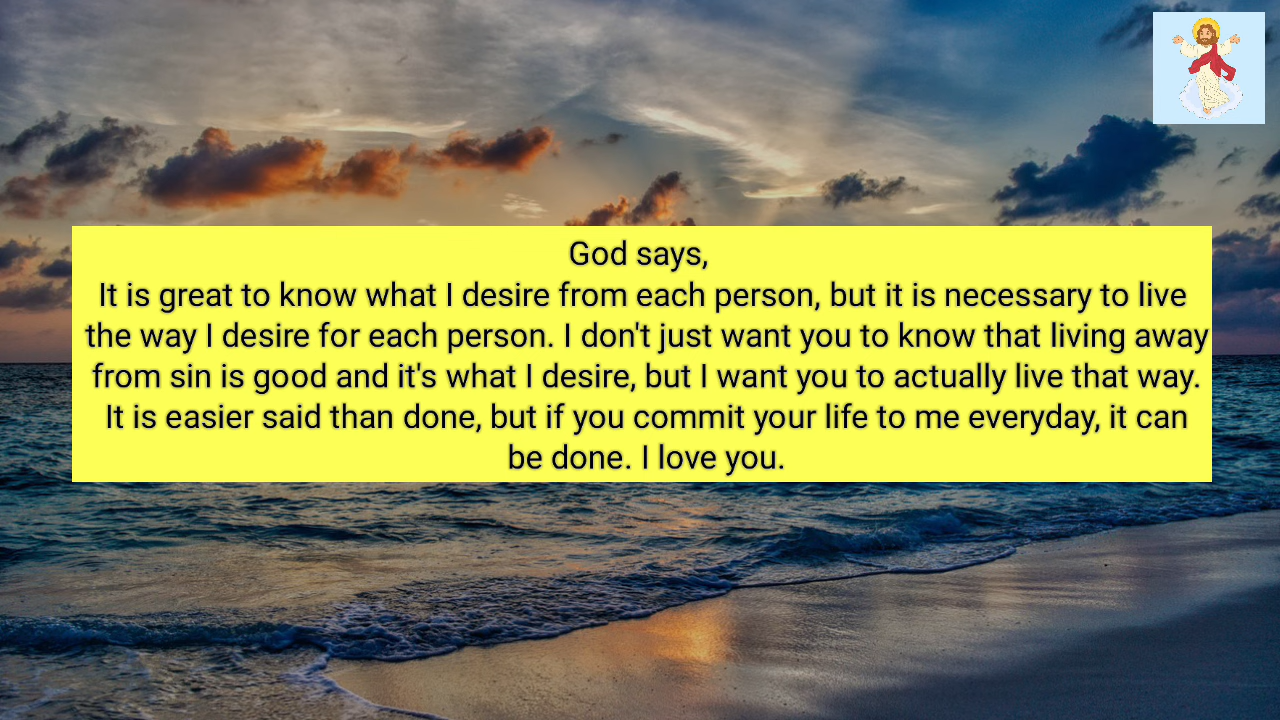 God says,
It is great to know what I desire from each person, but it is necessary to live
the way I desire for each person. I don't just want you to know that living away
from sin is good and it's what I desire, but I want you to actually live that way.
It is easier said than done, but if you commit your life to me everyday, it can
be done. I love you.